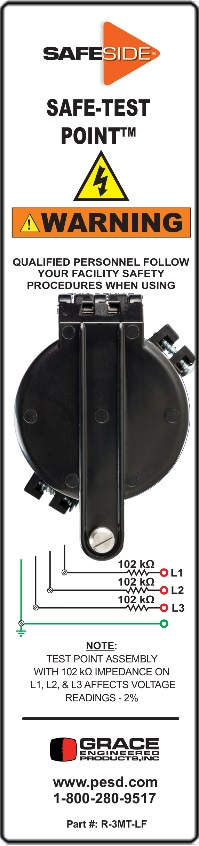 SAFESIDE®
SAFE-TEST
POINT™
WARNING
QUALIFIED PERSONNEL FOLLOW
YOUR FACILITY SAFETY
PROCEDURES WHEN USING
102 kΩ L1
102 kΩ L2
102 kΩ L3
NOTE:
TEST POINT ASSEMBLY
WITH 102 kΩ IMPEDANCE ON
L1, L2, & L3 AFFECTS VOLTAGE
READINGS - 2%
GRACE
ENGINEERED
PRODUCTS, INC
www.pesd.com
1-800-280-9517
Part #: R-3MT-LF